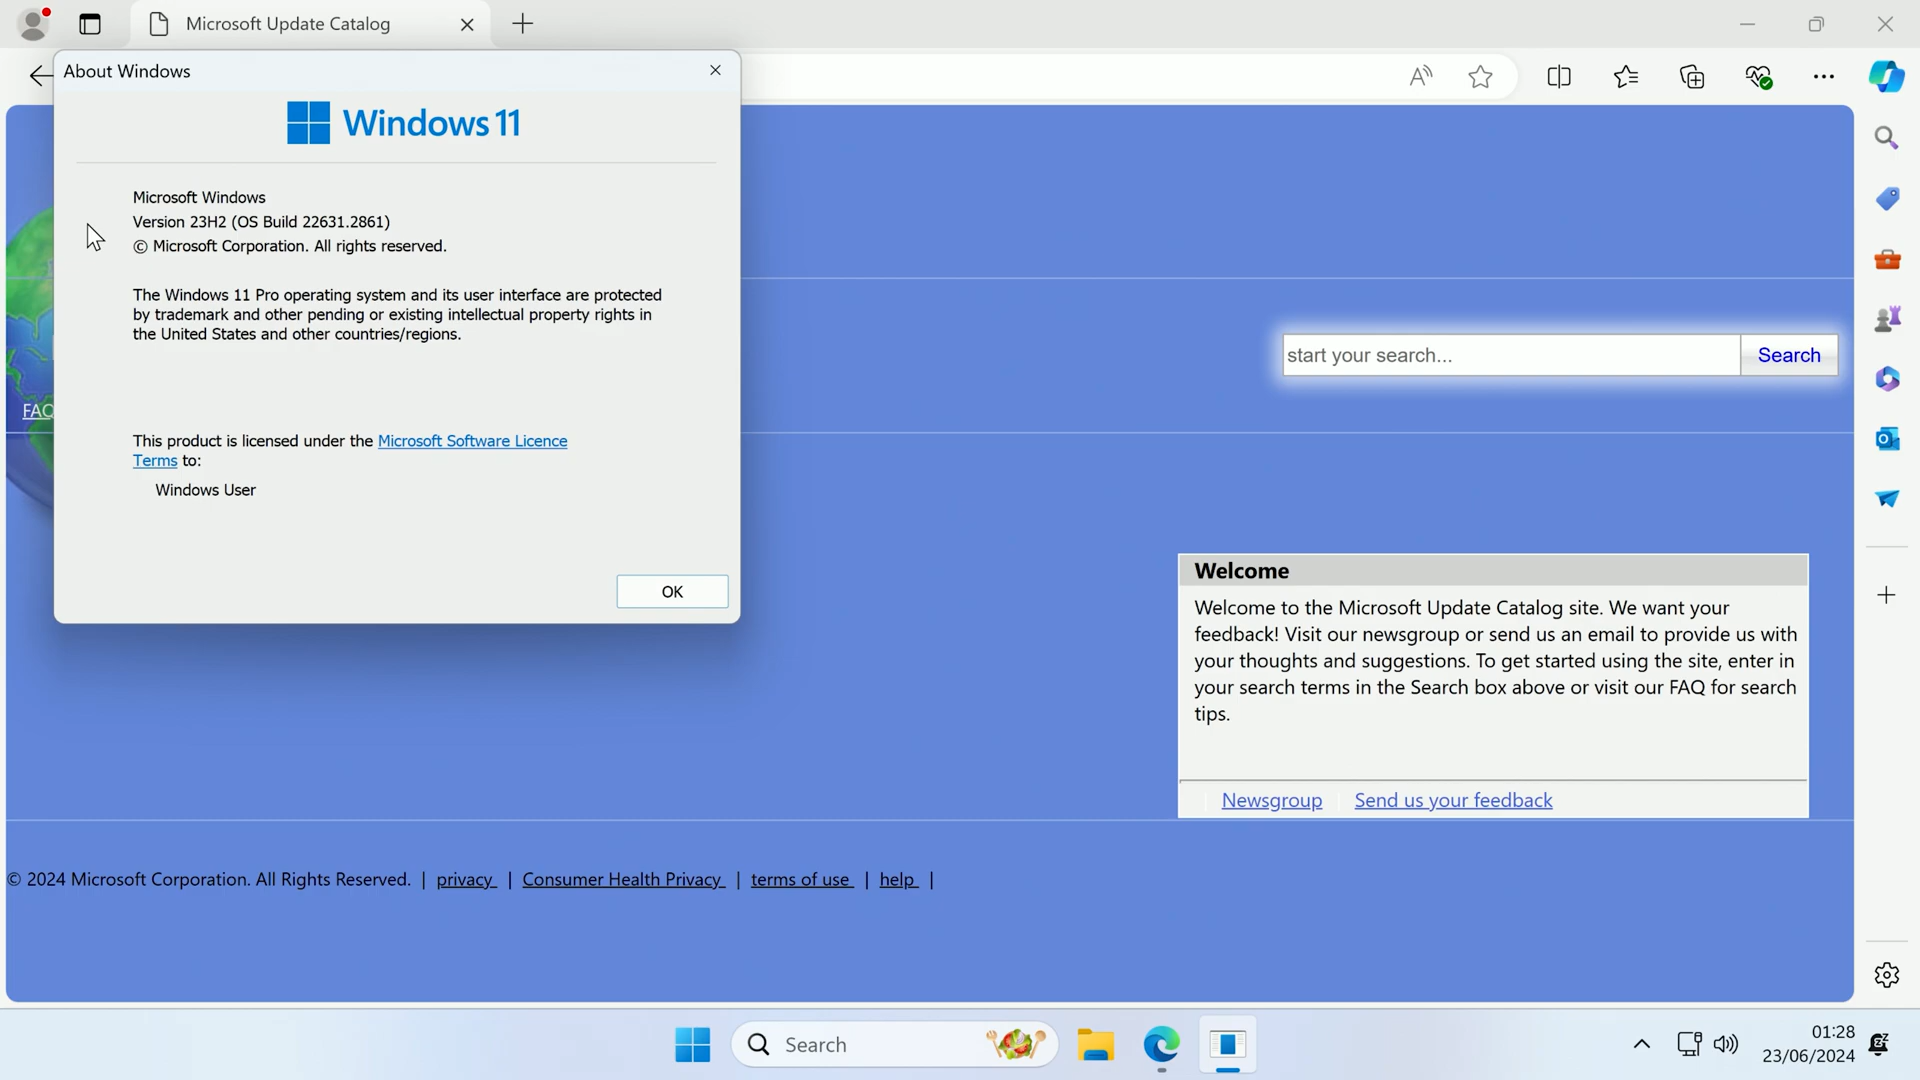 Microsoft Update Catalog
About Windows
Windows 11
Microsoft Windows
Version 23H2 (OS Build 22631.2861)
© Microsoft Corporation. All rights reserved.
The Windows 11 Pro operating system and its user interface are protected
by trademark and other pending or existing intellectual property rights in
the United States and other countries/regions.
This product is licensed under the Microsoft Software Licence
Terms to:
Windows User
OK
FAQ
start your search...
Search
Welcome
Welcome to the Microsoft Update Catalog site. We want your
feedback! Visit our newsgroup or send us an email to provide us with
your thoughts and suggestions. To get started using the site, enter in
your search terms in the Search box above or visit our FAQ for search
tips.
Newsgroup | Send us your feedback
© 2024 Microsoft Corporation. All Rights Reserved. | privacy | Consumer Health Privacy | terms of use | help |
Search
01:28
23/06/2024